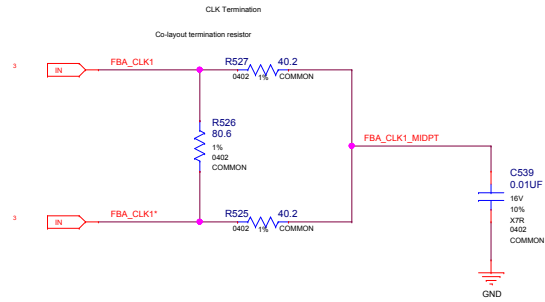 CLK Termination
Co-layout termination resistor
3
IN
FBA_CLK1
R527
40.2
0402
1%
COMMON
R526
80.6
1%
0402
COMMON
FBA_CLK1_MIDPT
C539
0.01UF
16V
10%
X7R
0402
COMMON
3
IN
FBA_CLK1*
R525
40.2
0402
1%
COMMON
GND